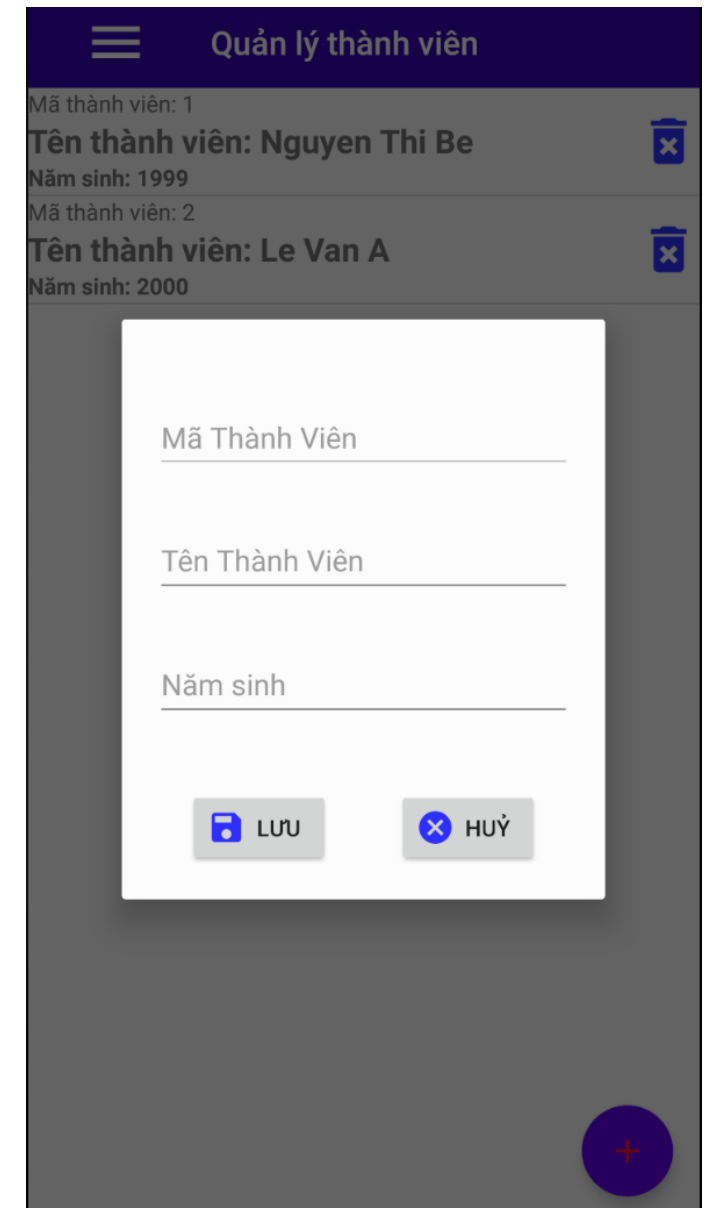 Quản lý thành viên
Mã thành viên: 1
Tên thành viên: Nguyen Thi Be
Năm sinh: 1999
Mã thành viên: 2
Tên thành viên: Le Van A
Năm sinh: 2000
Mã Thành Viên
Tên Thành Viên
Năm sinh
LƯU HUỶ
+